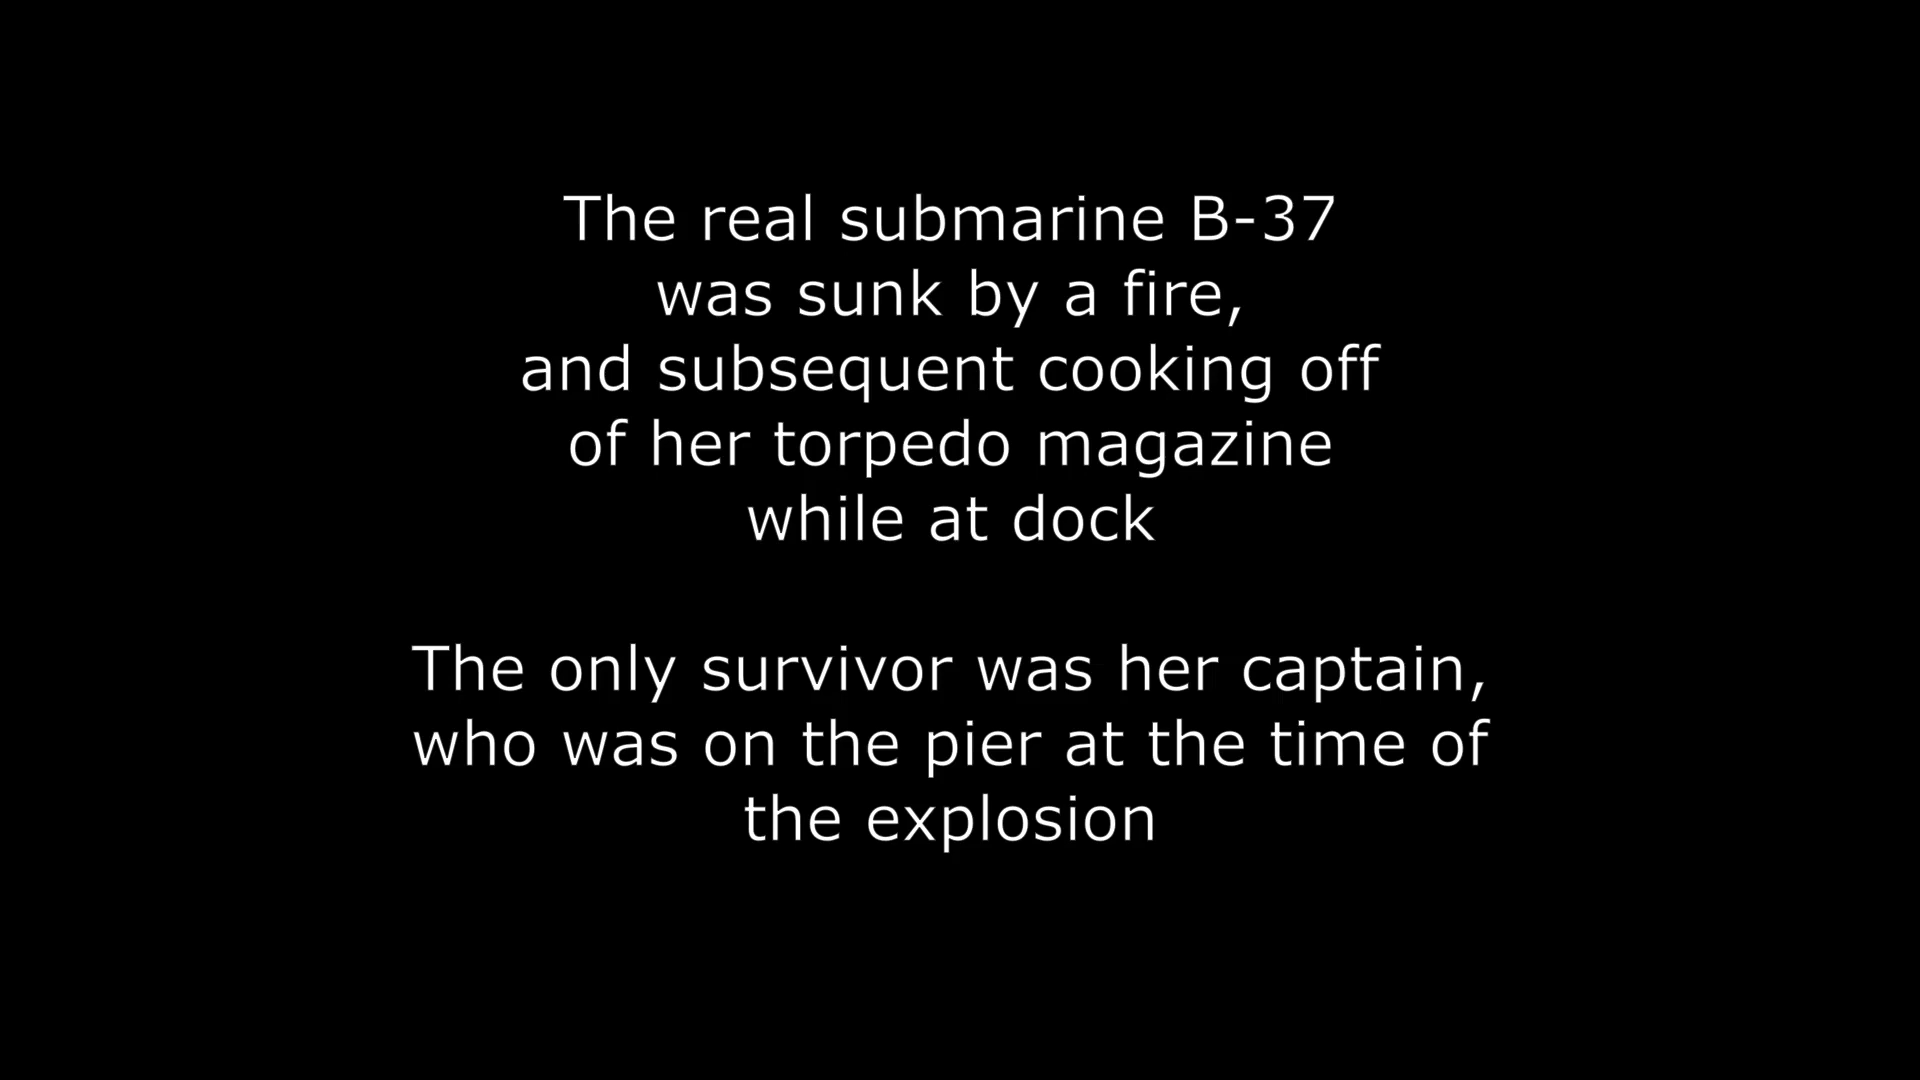 The real submarine B-37
was sunk by a fire,
and subsequent cooking off
of her torpedo magazine
while at dock
The only survivor was her captain,
who was on the pier at the time of
the explosion